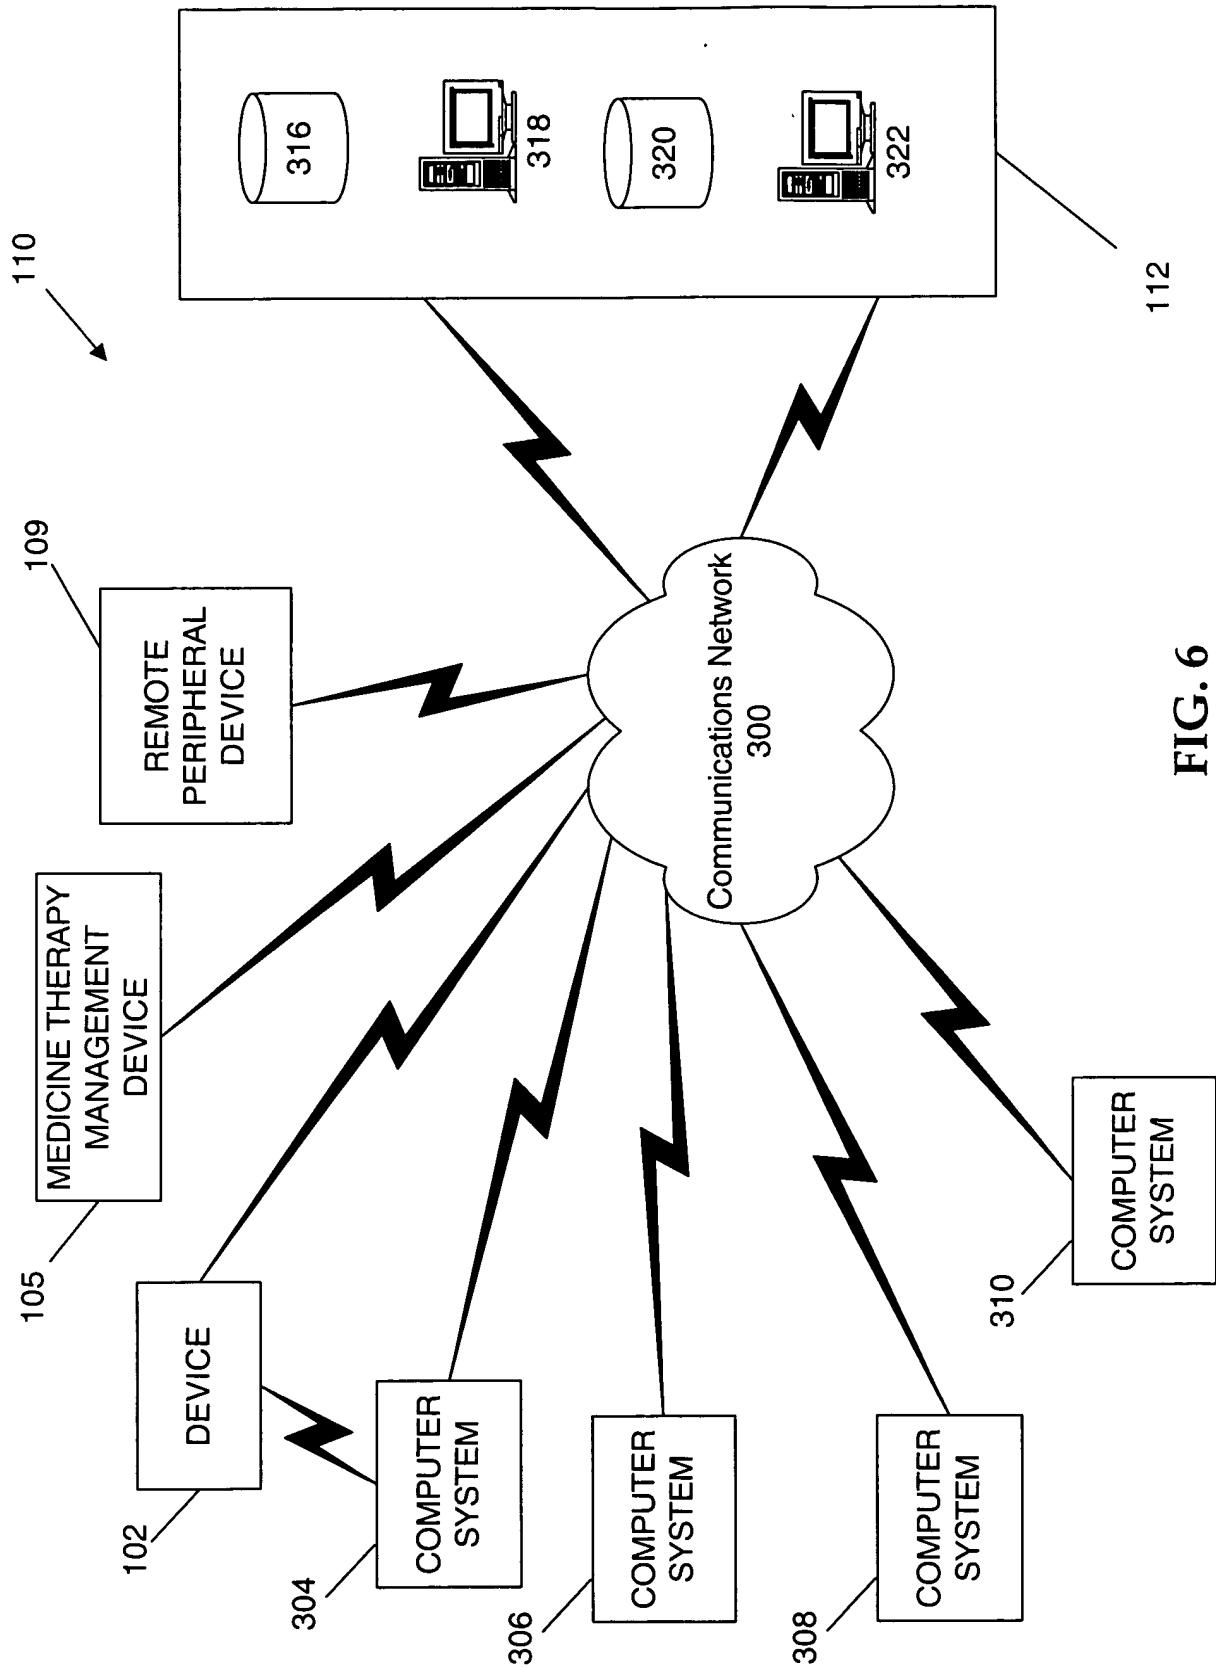 110
109
REMOTE
PERIPHERAL
DEVICE
105
MEDICINE THERAPY
MANAGEMENT
DEVICE
102
DEVICE
304
COMPUTER
SYSTEM
306
COMPUTER
SYSTEM
308
COMPUTER
SYSTEM
310
COMPUTER
SYSTEM
Communications Network
300
316
318
320
322
112
FIG. 6